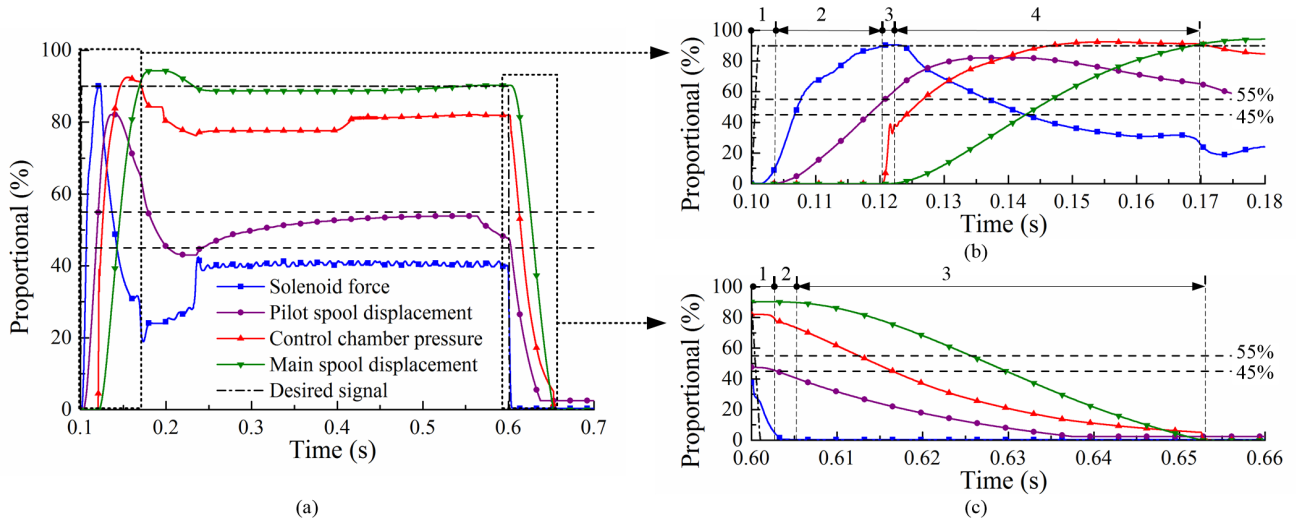 100
80
60
40
20
0
Proportional (%)
Solenoid force
Pilot spool displacement
Control chamber pressure
Main spool displacement
Desired signal
0.1 0.2 0.3 0.4 0.5 0.6 0.7
Time (s)
(a)
1 2 3 4
100
80
60
40
20
0
Proportional (%)
55%
45%
0.10 0.11 0.12 0.13 0.14 0.15 0.16 0.17 0.18
Time (s)
(b)
1 2 3
100
80
60
40
20
0
Proportional (%)
55%
45%
0.60 0.61 0.62 0.63 0.64 0.65 0.66
Time (s)
(c)